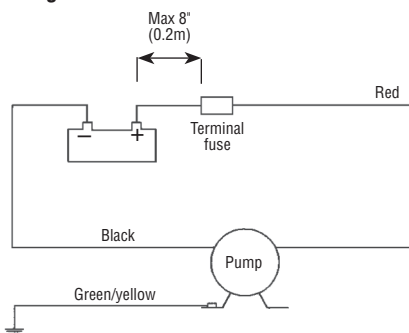 Max 8"
(0.2m)
Red
− +
Terminal
fuse
Black
Pump
Green/yellow